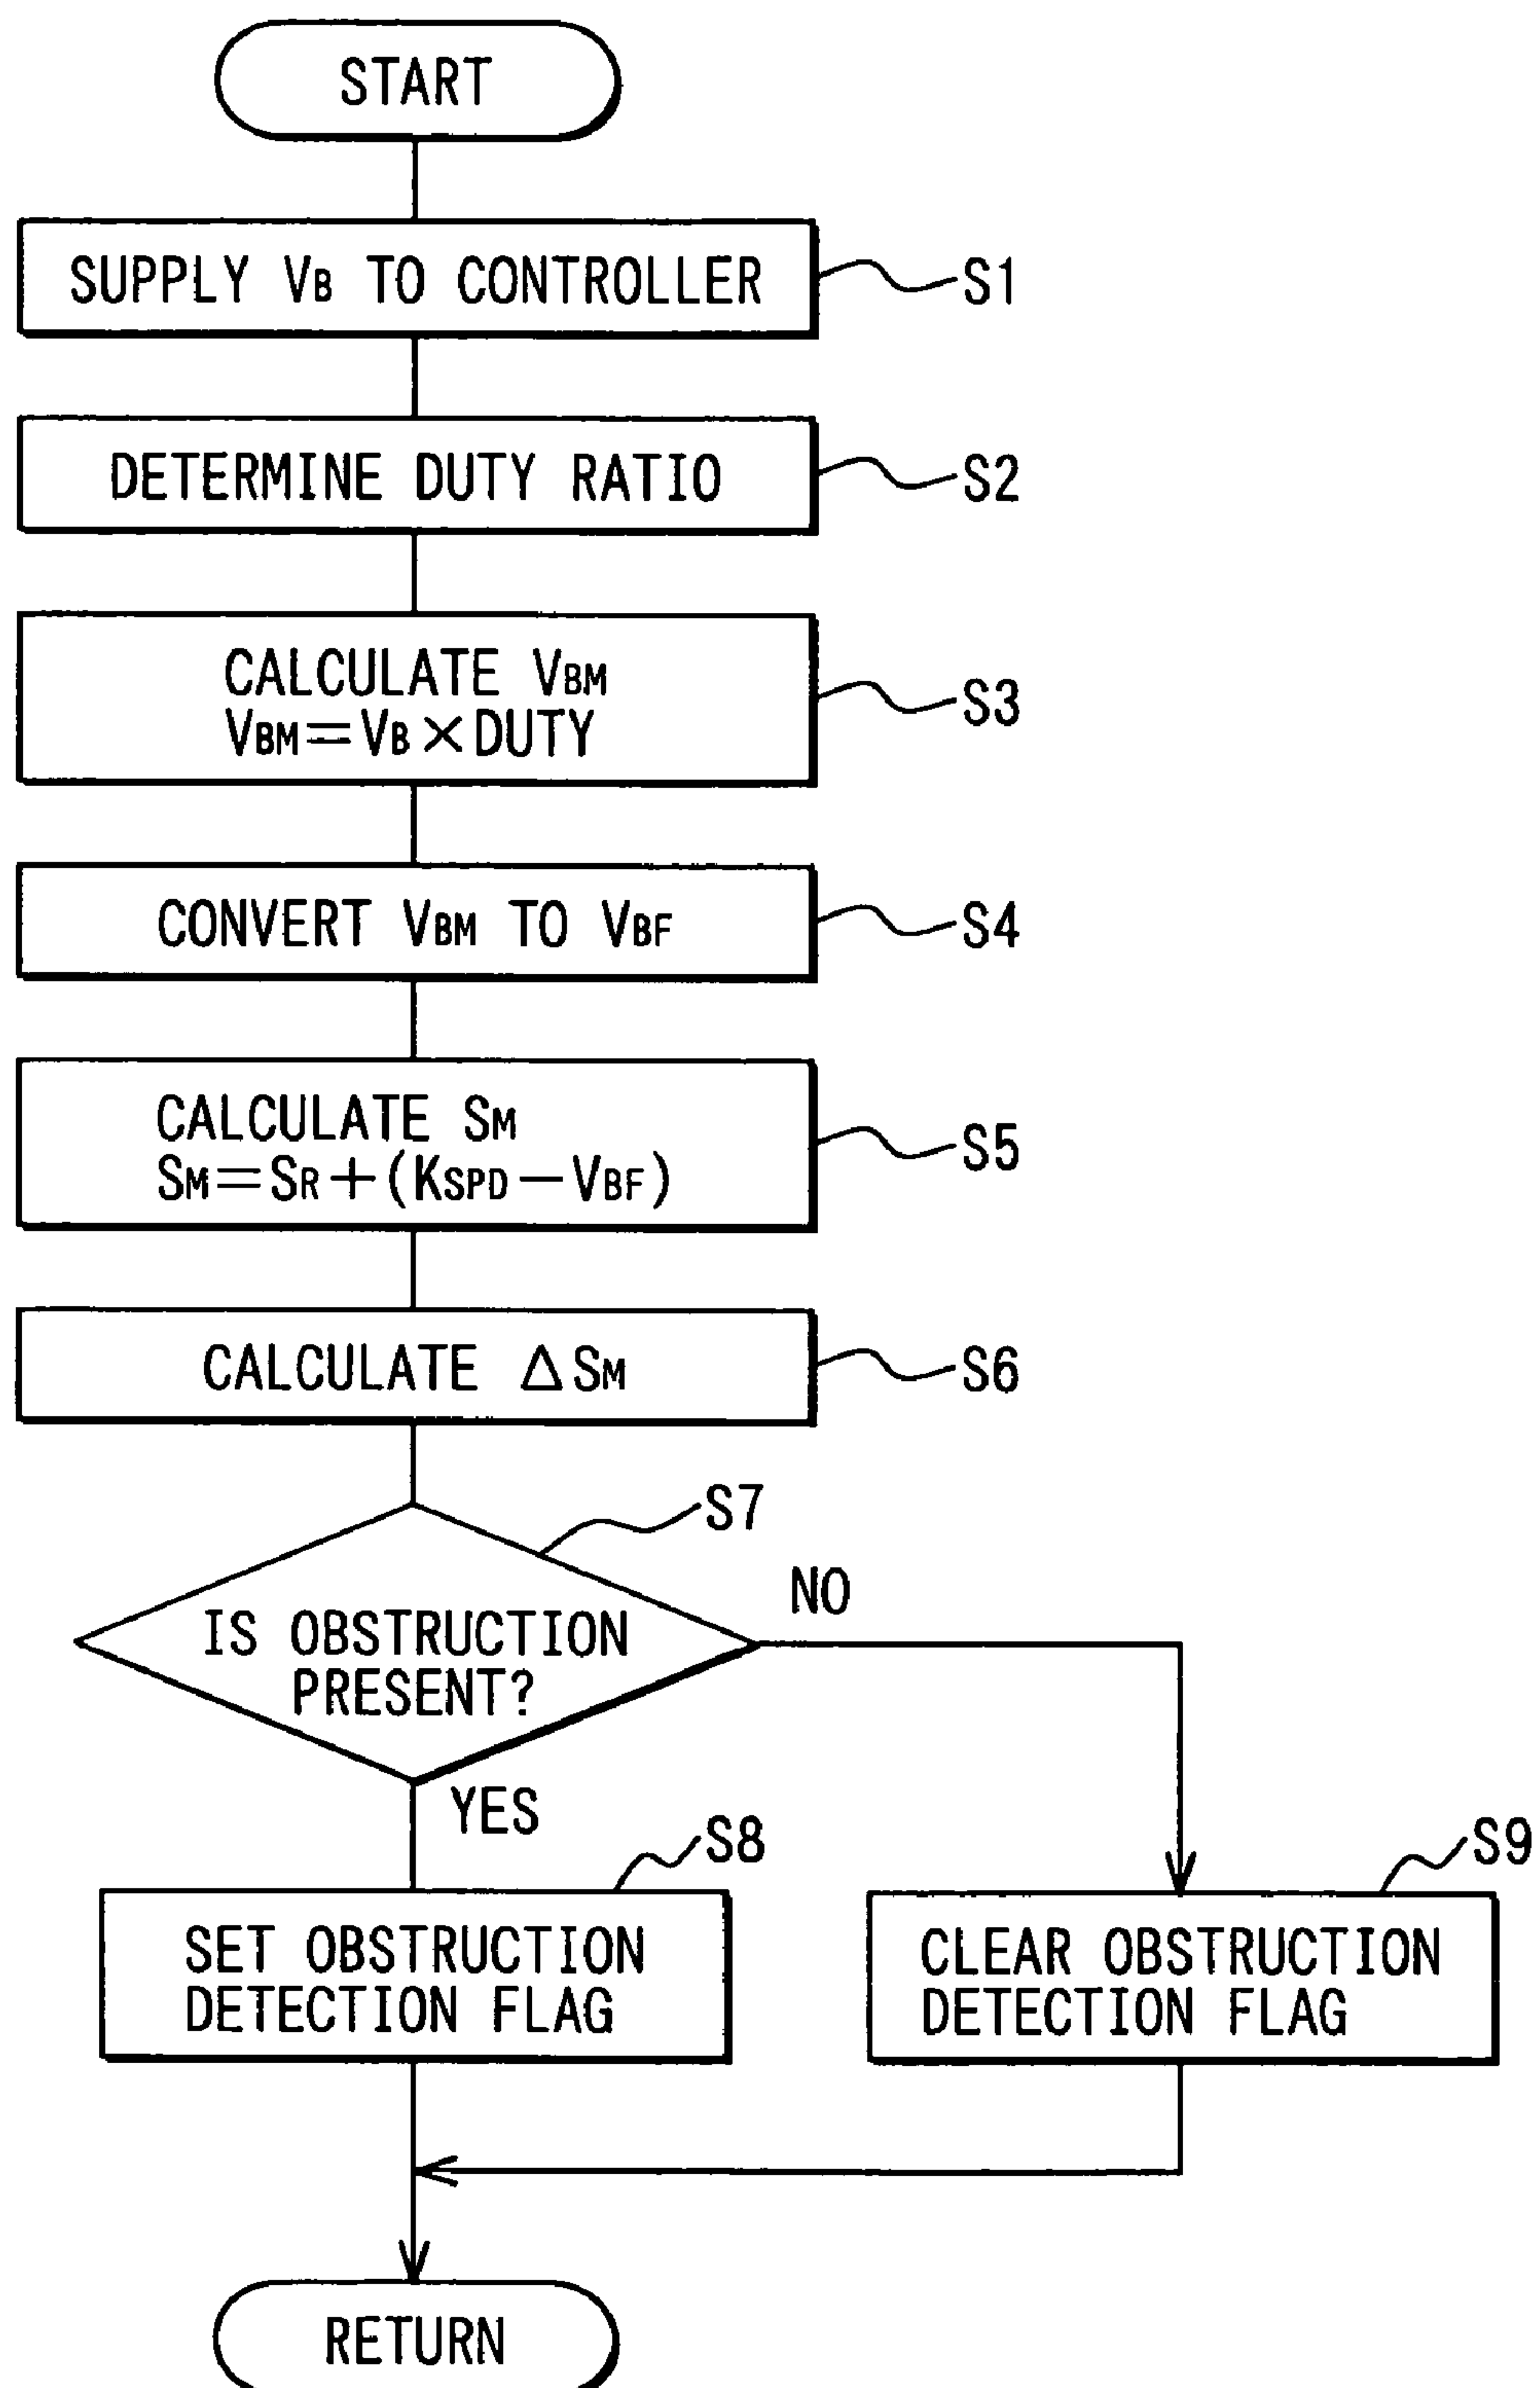 START
SUPPLY VB TO CONTROLLER
S1
DETERMINE DUTY RATIO
S2
CALCULATE VBM
VBM=VB×DUTY
S3
CONVERT VBM TO VBF
S4
CALCULATE SM
SM=SR+(KSPD-VBF)
S5
CALCULATE ΔSM
S6
S7
IS OBSTRUCTION
PRESENT?
NO
YES
S8
SET OBSTRUCTION
DETECTION FLAG
S9
CLEAR OBSTRUCTION
DETECTION FLAG
RETURN